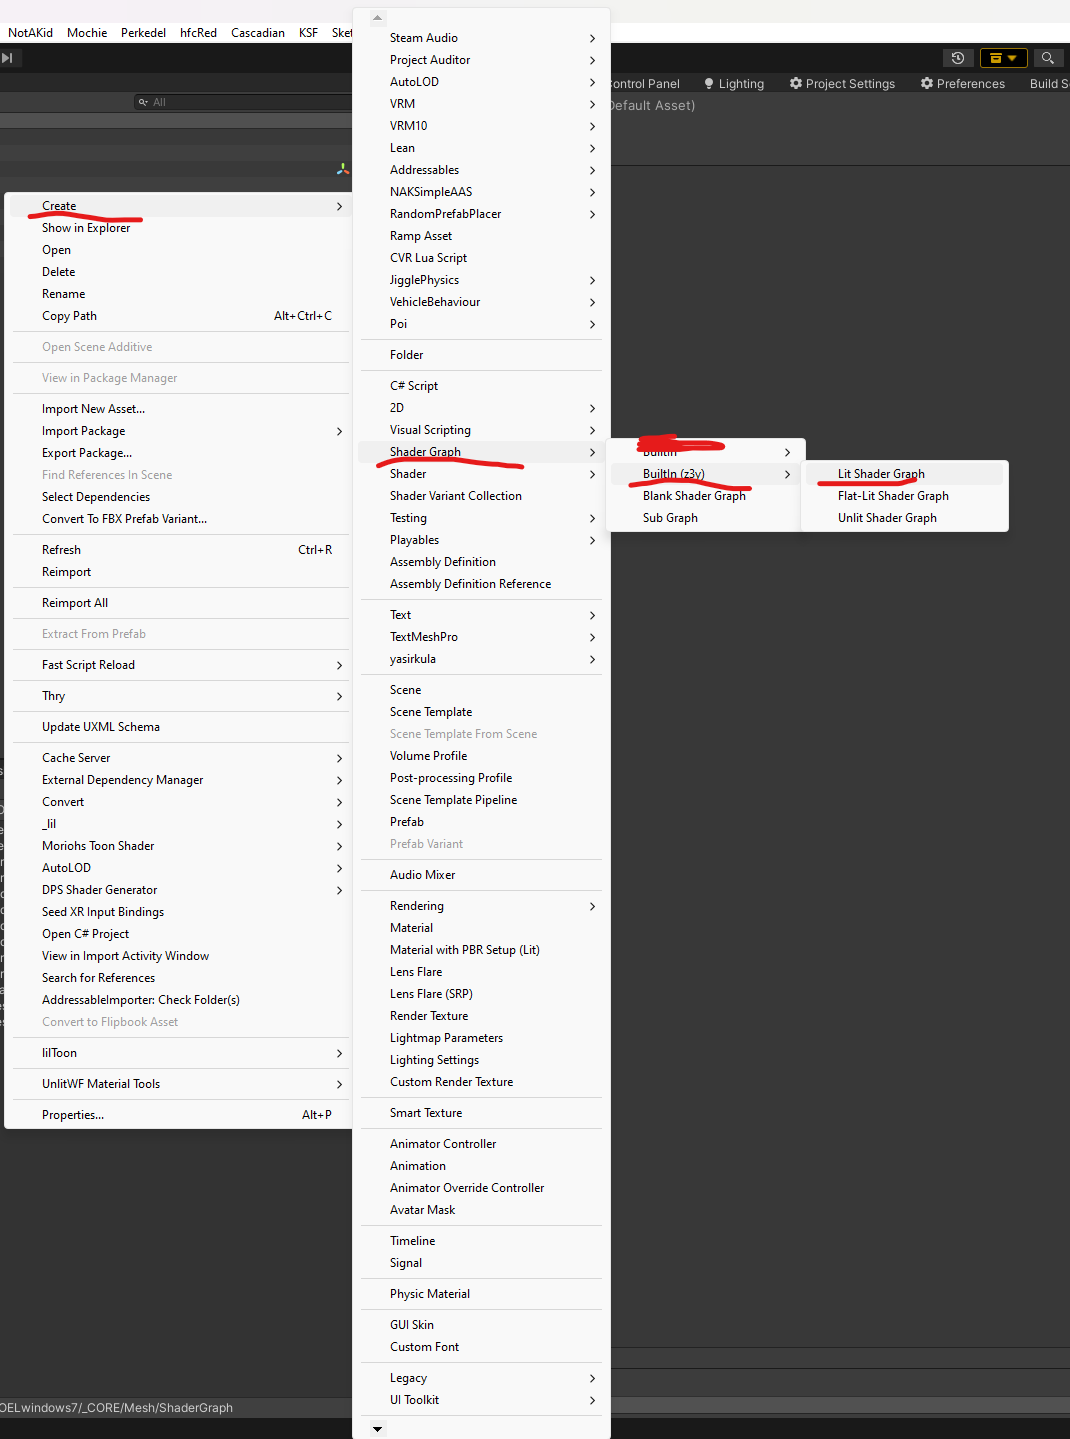 NotAKid Mochie Perkedel hfcRed Cascadian KSF Sket
All
Control Panel Lighting Project Settings Preferences Build S
Default Asset)
Create
Show in Explorer
Open
Delete
Rename
Copy Path Alt+Ctrl+C
Open Scene Additive
View in Package Manager
Import New Asset...
Import Package
Export Package...
Find References In Scene
Select Dependencies
Convert To FBX Prefab Variant...
Refresh Ctrl+R
Reimport
Reimport All
Extract From Prefab
Fast Script Reload
Thry
Update UXML Schema
Cache Server
External Dependency Manager
Convert
_lil
Moriohs Toon Shader
AutoLOD
DPS Shader Generator
Seed XR Input Bindings
Open C# Project
View in Import Activity Window
Search for References
AddressableImporter: Check Folder(s)
Convert to Flipbook Asset
lilToon
UnlitWF Material Tools
Properties... Alt+P
Steam Audio
Project Auditor
AutoLOD
VRM
VRM10
Lean
Addressables
NAKSimpleAAS
RandomPrefabPlacer
Ramp Asset
CVR Lua Script
JigglePhysics
VehicleBehaviour
Poi
Folder
C# Script
2D
Visual Scripting
Shader Graph
Shader
Shader Variant Collection
Testing
Playables
Assembly Definition
Assembly Definition Reference
Text
TextMeshPro
yasirkula
Scene
Scene Template
Scene Template From Scene
Volume Profile
Post-processing Profile
Scene Template Pipeline
Prefab
Prefab Variant
Audio Mixer
Rendering
Material
Material with PBR Setup (Lit)
Lens Flare
Lens Flare (SRP)
Render Texture
Lightmap Parameters
Lighting Settings
Custom Render Texture
Smart Texture
Animator Controller
Animation
Animator Override Controller
Avatar Mask
Timeline
Signal
Physic Material
GUI Skin
Custom Font
Legacy
UI Toolkit
BuiltIn
BuiltIn (z3y)
Blank Shader Graph
Sub Graph
Lit Shader Graph
Flat-Lit Shader Graph
Unlit Shader Graph
OELwindows7/_CORE/Mesh/ShaderGraph